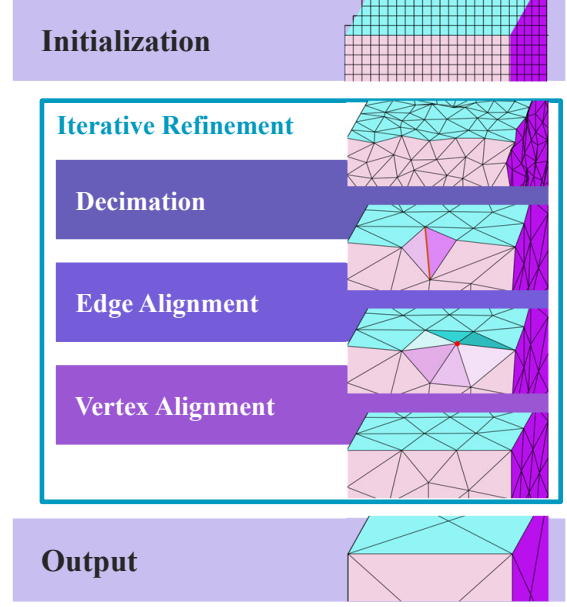 Initialization
Iterative Refinement
Decimation
Edge Alignment
Vertex Alignment
Output